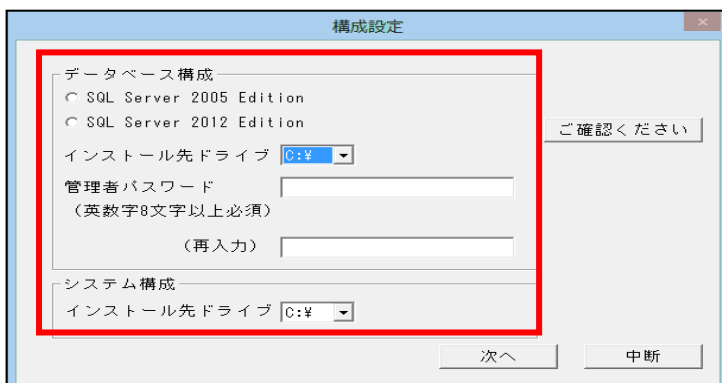 構成設定
データベース構成
SQL Server 2005 Edition
SQL Server 2012 Edition
ご確認ください
インストール先ドライブ C:¥
管理者パスワード
(英数字8文字以上必須)
(再入力)
システム構成
インストール先ドライブ C:¥
次へ 中断